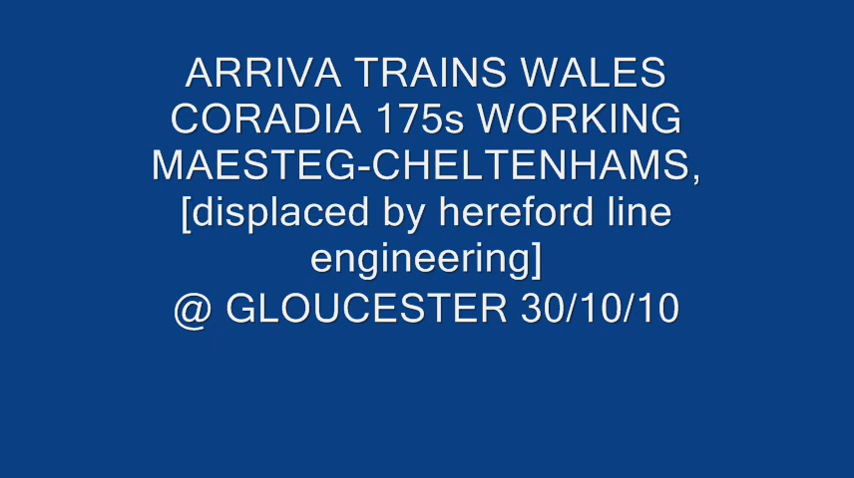 ARRIVA TRAINS WALES
CORADIA 175s WORKING
MAESTEG-CHELTENHAMS,
[displaced by hereford line
engineering]
@ GLOUCESTER 30/10/10